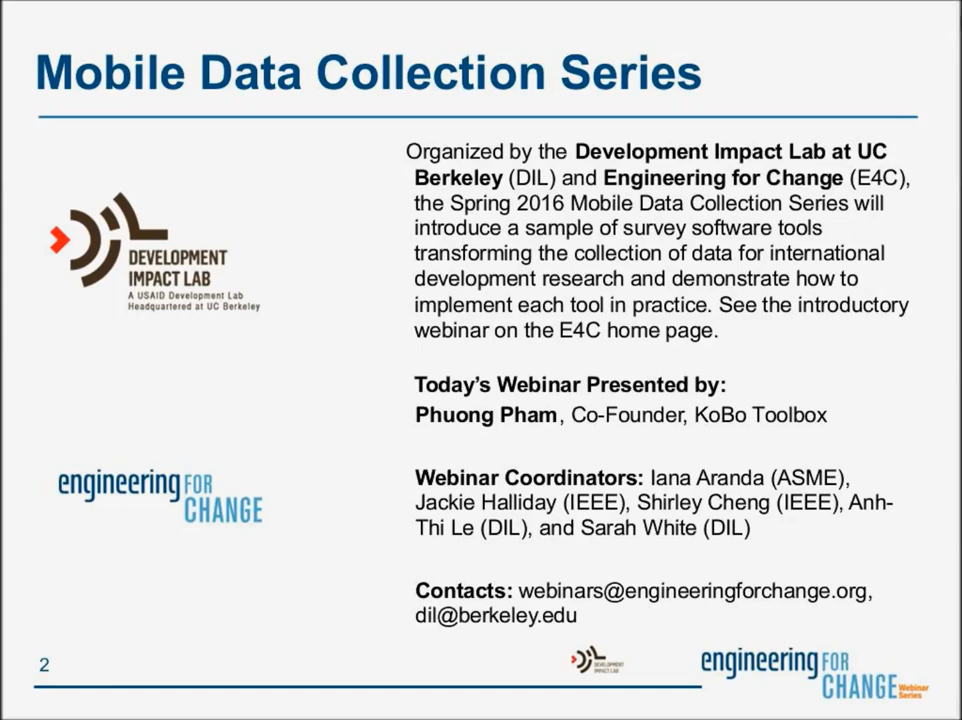 Mobile Data Collection Series
Organized by the Development Impact Lab at UC
Berkeley (DIL) and Engineering for Change (E4C),
the Spring 2016 Mobile Data Collection Series will
introduce a sample of survey software tools
transforming the collection of data for international
development research and demonstrate how to
implement each tool in practice. See the introductory
webinar on the E4C home page.
DEVELOPMENT
IMPACT LAB
A USAID Development Lab
Headquartered at UC Berkeley
Today's Webinar Presented by:
Phuong Pham, Co-Founder, KoBo Toolbox
engineering FOR
CHANGE
Webinar Coordinators: Iana Aranda (ASME),
Jackie Halliday (IEEE), Shirley Cheng (IEEE), Anh-
Thi Le (DIL), and Sarah White (DIL)
Contacts: webinars@engineeringforchange.org,
dil@berkeley.edu
2
DEVELOPMENT
IMPACT LAB
engineering FOR
CHANGE Webinar
Series